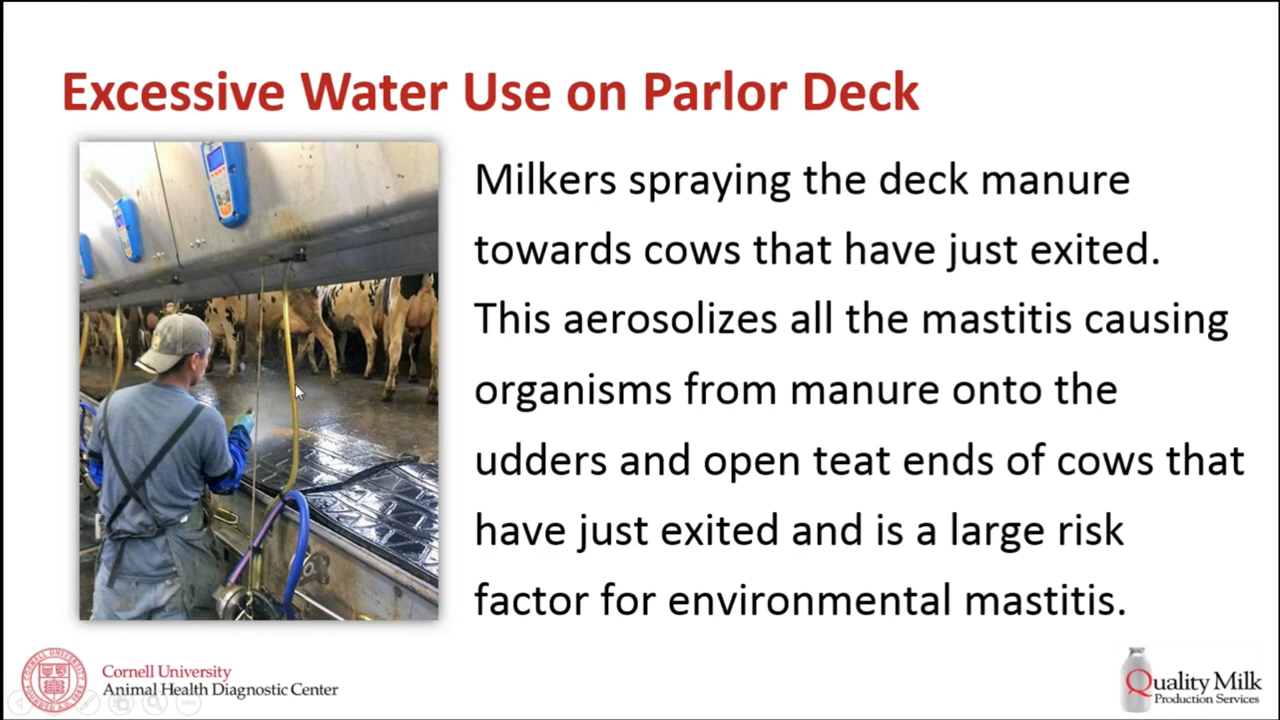 Excessive Water Use on Parlor Deck
Milkers spraying the deck manure
towards cows that have just exited.
This aerosolizes all the mastitis causing
organisms from manure onto the
udders and open teat ends of cows that
have just exited and is a large risk
factor for environmental mastitis.
Cornell University
Animal Health Diagnostic Center
Quality Milk
Production Services